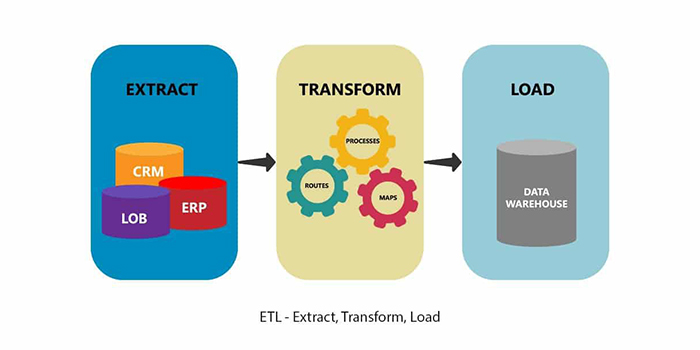 EXTRACT
CRM
LOB
ERP
TRANSFORM
PROCESSES
ROUTES
MAPS
LOAD
DATA
WAREHOUSE
ETL - Extract, Transform, Load